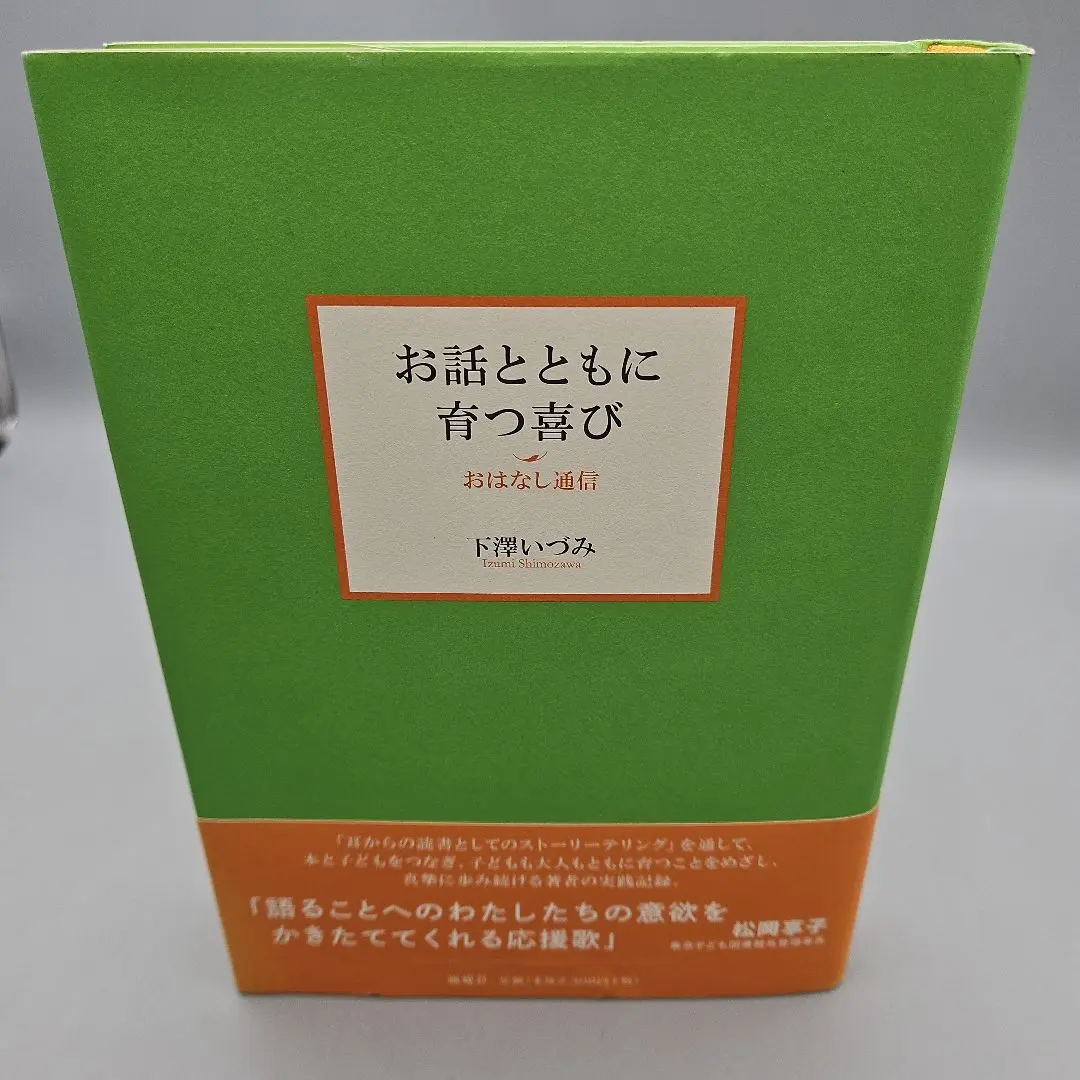 お話とともに
育つ喜び
おはなし通信
下澤いづみ
Izumi Shimozawa
「耳からの読書としてのストーリーテリング」を通して、
本と子どもをつなぎ、子どもも大人もともに育つことをめざし、
真摯に歩み続ける著者の実践記録。
「語ることへのわたしたちの意欲を
かきたててくれる応援歌」
松岡享子